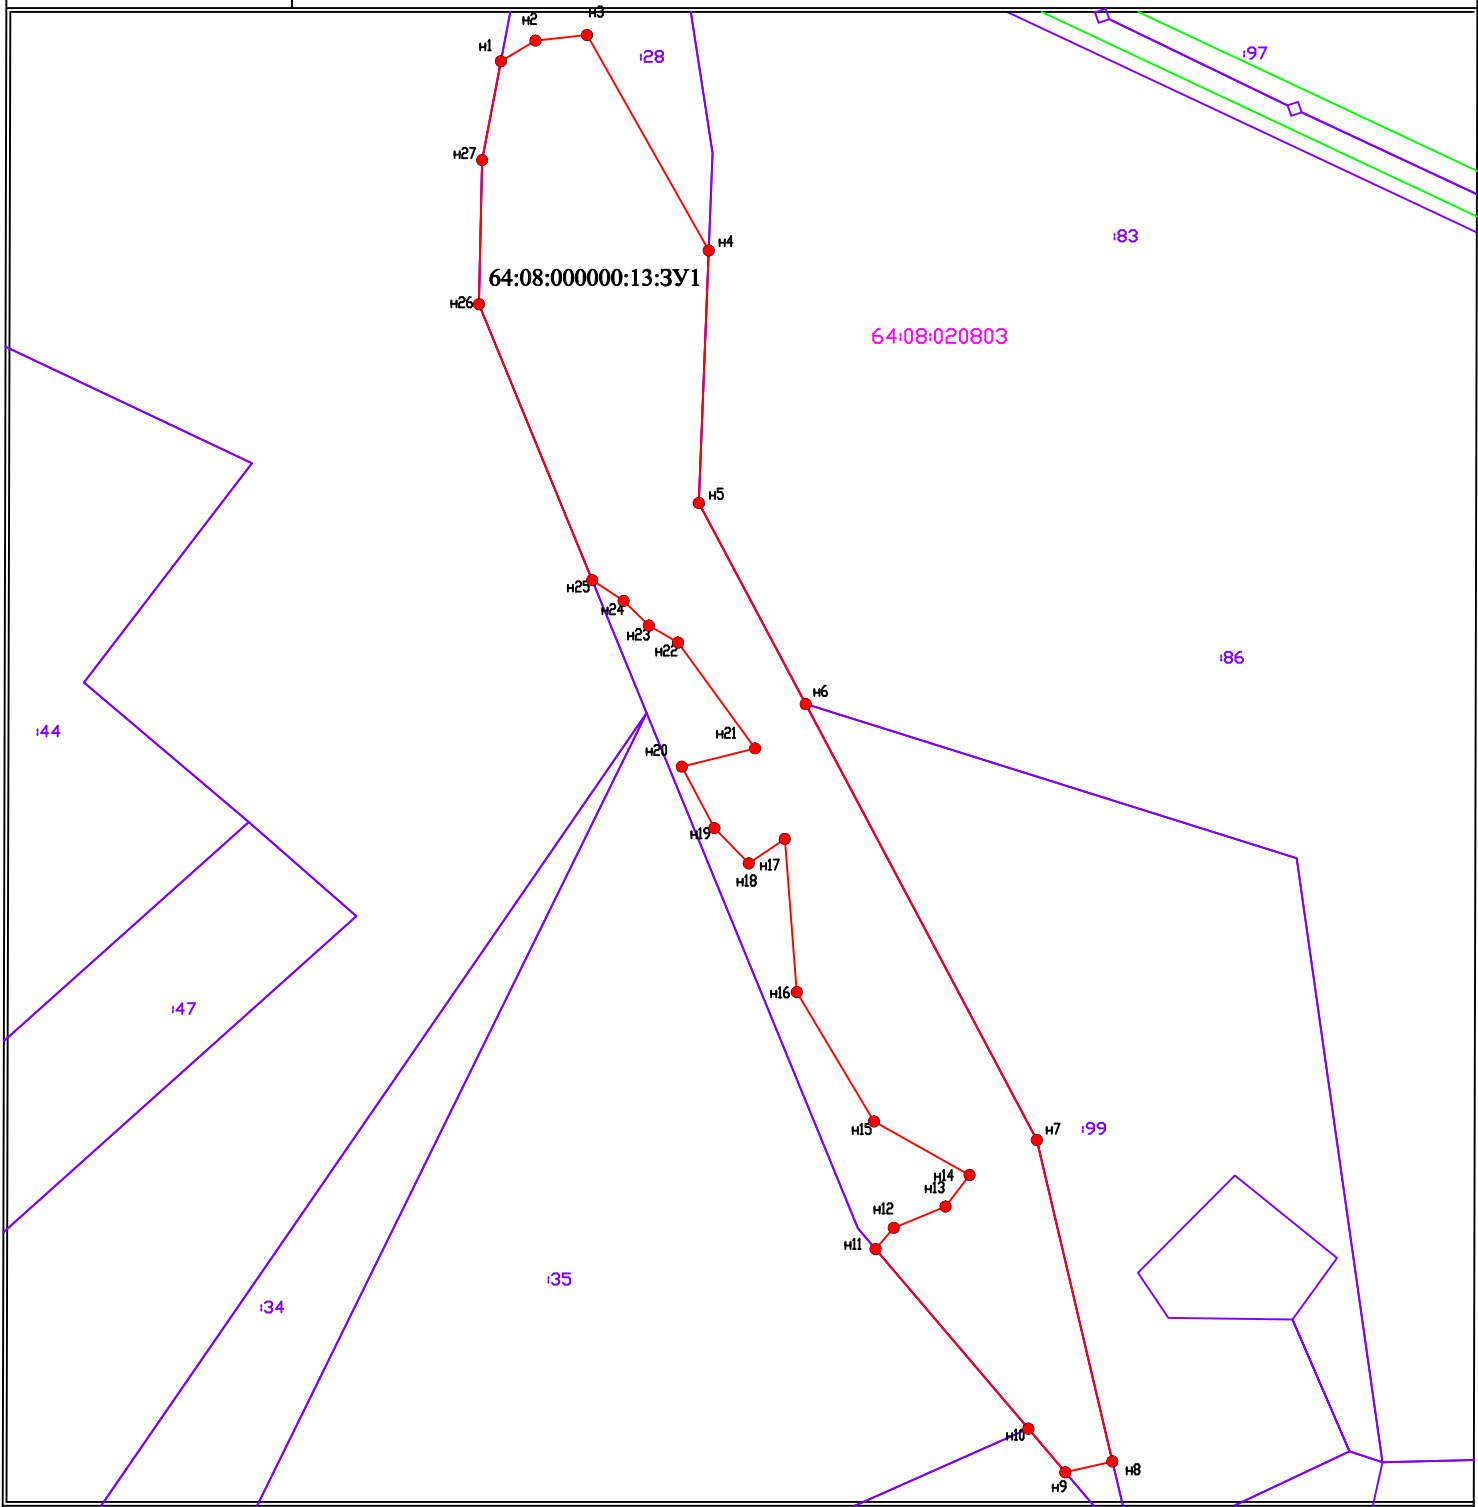 н3
н2
н1
:28
:97
н27
:83
н4
64:08:000000:13:ЗУ1
н26
64:08:020803
н5
н25
н24
н23
н22
:86
н6
:44
н21
н20
н19
н17
н18
н16
:47
н15
н7
:99
н14
н13
н12
н11
:35
:34
н10
н8
н9